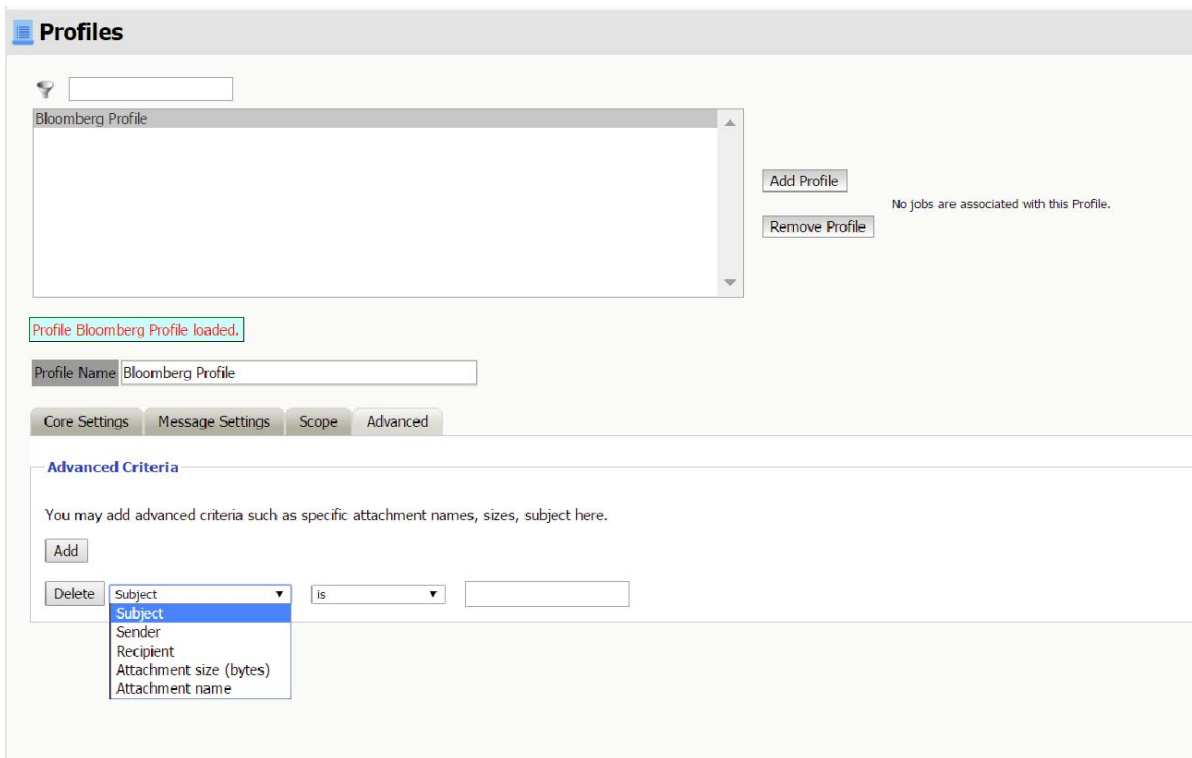 Profiles
Bloomberg Profile
Add Profile
No jobs are associated with this Profile.
Remove Profile
Profile Bloomberg Profile loaded.
Profile Name Bloomberg Profile
Core Settings Message Settings Scope Advanced
Advanced Criteria
You may add advanced criteria such as specific attachment names, sizes, subject here.
Add
Delete Subject is
Subject
Sender
Recipient
Attachment size (bytes)
Attachment name